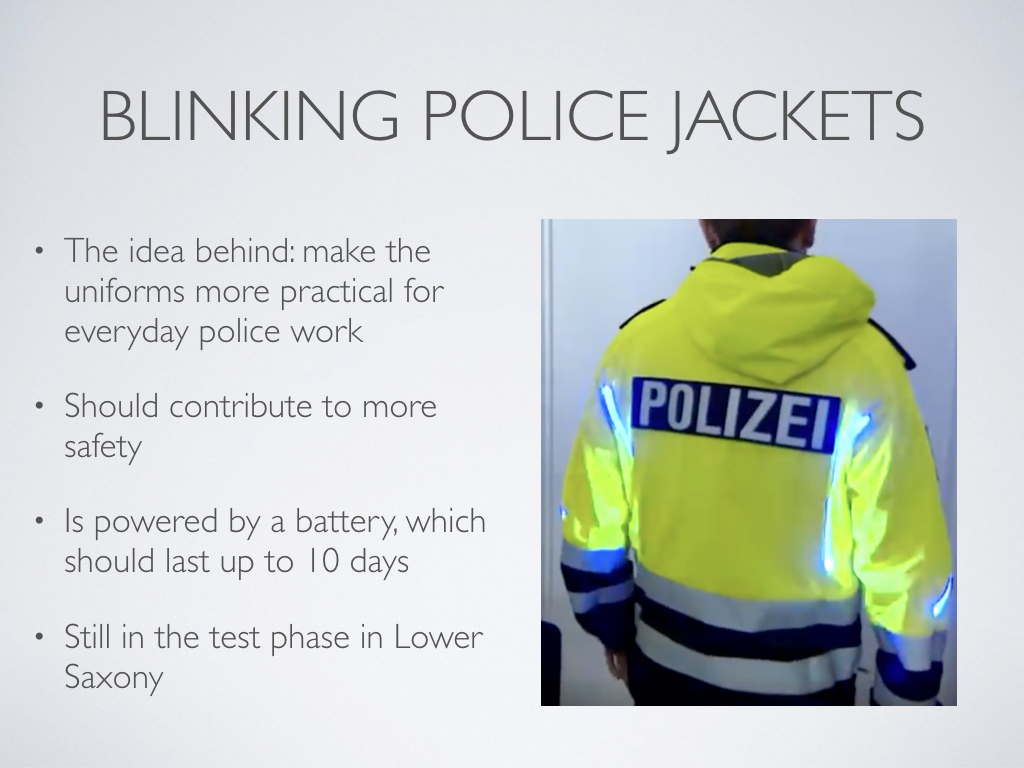 BLINKING POLICE JACKETS
• The idea behind: make the
uniforms more practical for
everyday police work
• Should contribute to more
safety
• Is powered by a battery, which
should last up to 10 days
• Still in the test phase in Lower
Saxony
POLIZEI